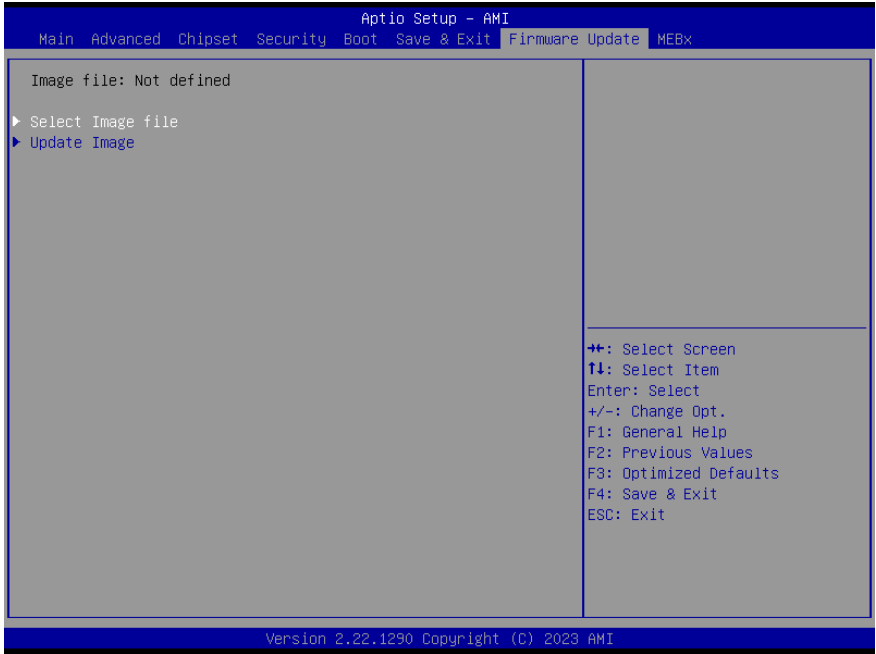 Aptio Setup – AMI
Main Advanced Chipset Security Boot Save & Exit Firmware Update MEBx
Image file: Not defined
▶ Select Image file
▶ Update Image
→←: Select Screen
↑↓: Select Item
Enter: Select
+/-: Change Opt.
F1: General Help
F2: Previous Values
F3: Optimized Defaults
F4: Save & Exit
ESC: Exit
Version 2.22.1290 Copyright (C) 2023 AMI